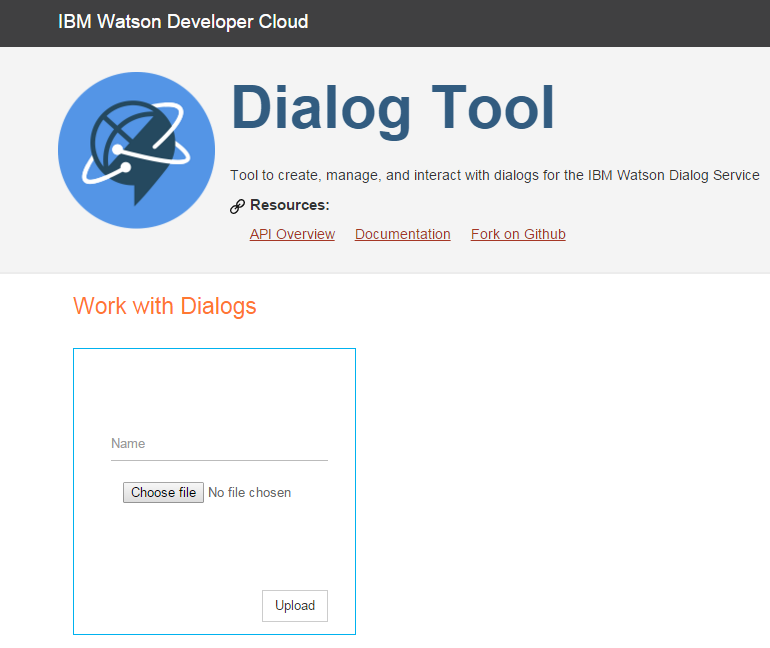 IBM Watson Developer Cloud
Dialog Tool
Tool to create, manage, and interact with dialogs for the IBM Watson Dialog Service
Resources:
API Overview Documentation Fork on Github
Work with Dialogs
Name
Choose file No file chosen
Upload